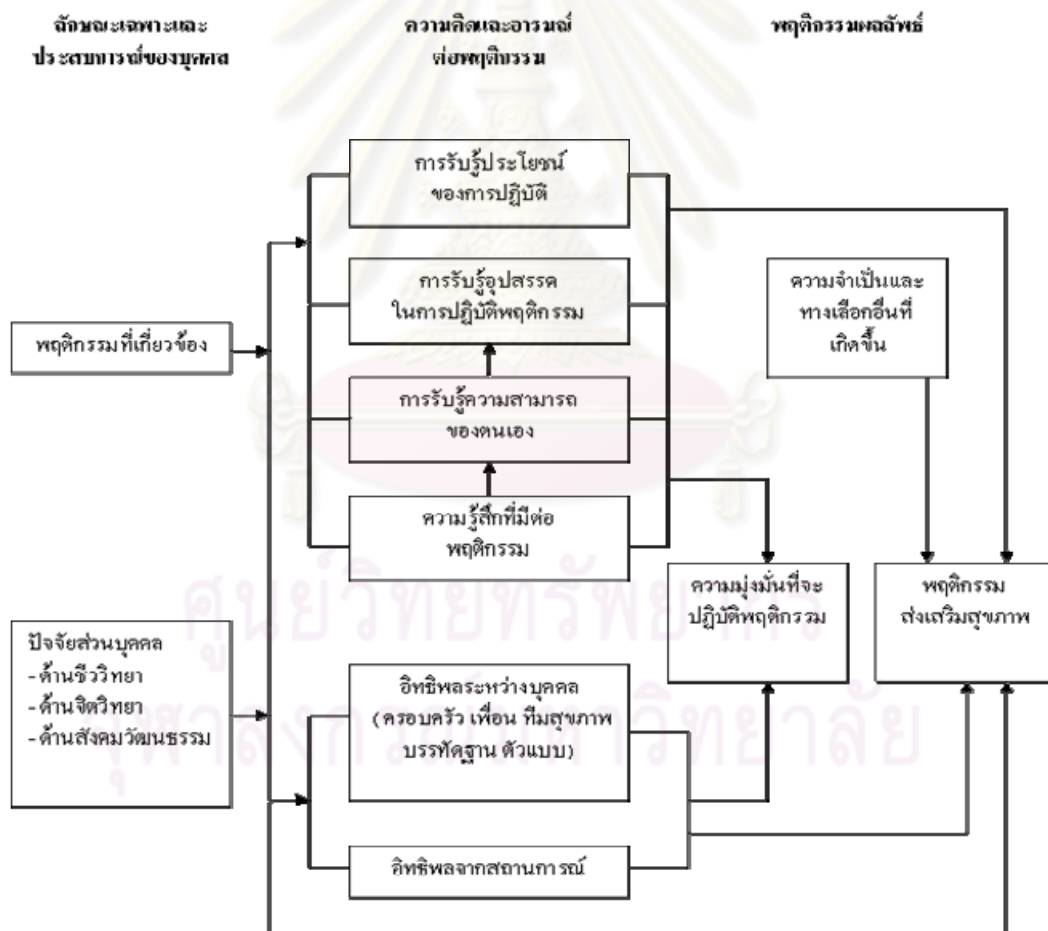 ลักษณะเฉพาะและ
ประสบการณ์ของบุคคล
ความคิดและอารมณ์
ต่อพฤติกรรม
พฤติกรรมผลลัพธ์
การรับรู้ประโยชน์
ของการปฏิบัติ
การรับรู้อุปสรรค
ในการปฏิบัติพฤติกรรม
ความจำเป็นและ
ทางเลือกอื่นที่
เกิดขึ้น
พฤติกรรมที่เกี่ยวข้อง
การรับรู้ความสามารถ
ของตนเอง
ความรู้สึกที่มีต่อ
พฤติกรรม
ความมุ่งมั่นที่จะ
ปฏิบัติพฤติกรรม
พฤติกรรม
ส่งเสริมสุขภาพ
ปัจจัยส่วนบุคคล
-ด้านชีววิทยา
-ด้านจิตวิทยา
-ด้านสังคมวัฒนธรรม
อิทธิพลระหว่างบุคคล
(ครอบครัว เพื่อน ทีมสุขภาพ
บรรทัดฐาน ตัวแบบ)
อิทธิพลจากสถานการณ์
ศูนย์วิทยทรัพยากร
จุฬาลงกรณ์มหาวิทยาลัย